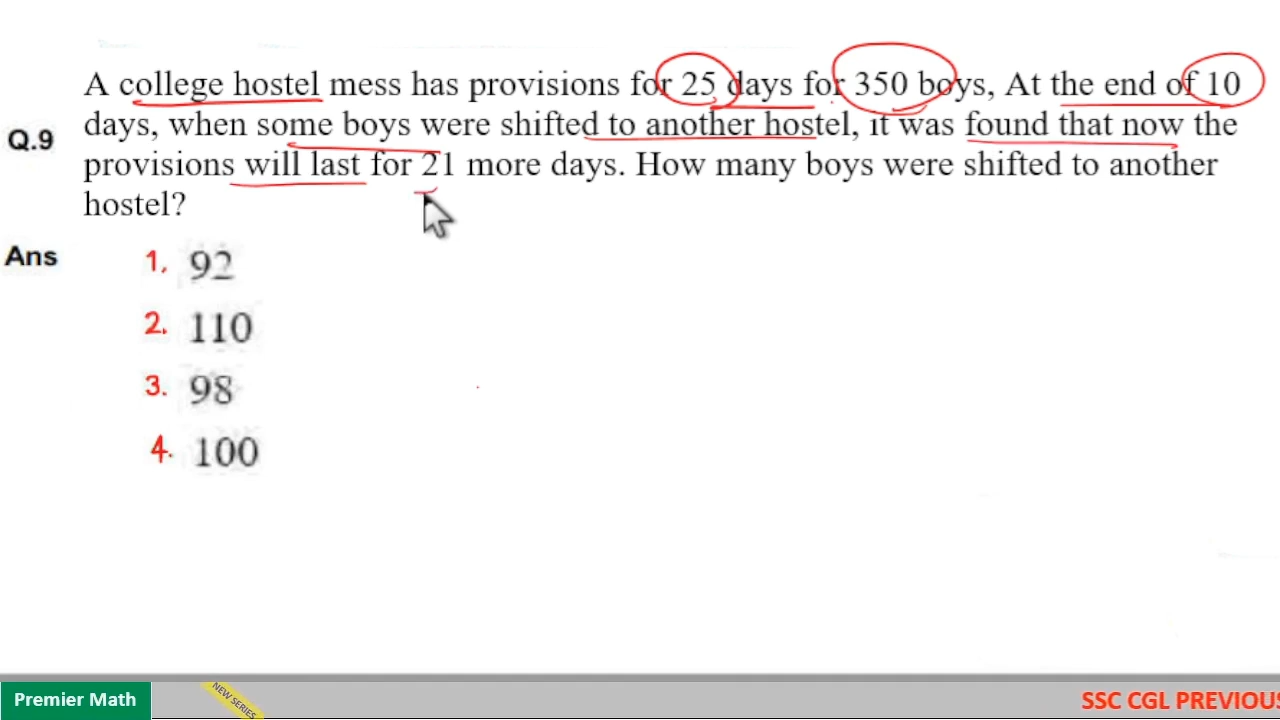 A college hostel mess has provisions for 25 days for 350 boys, At the end of 10
Q.9
days, when some boys were shifted to another hostel, it was found that now the
provisions will last for 21 more days. How many boys were shifted to another
hostel?
Ans
1, 92
2. 110
3. 98
4. 100
Premier Math
NEW SERIES
SSC CGL PREVIOUS